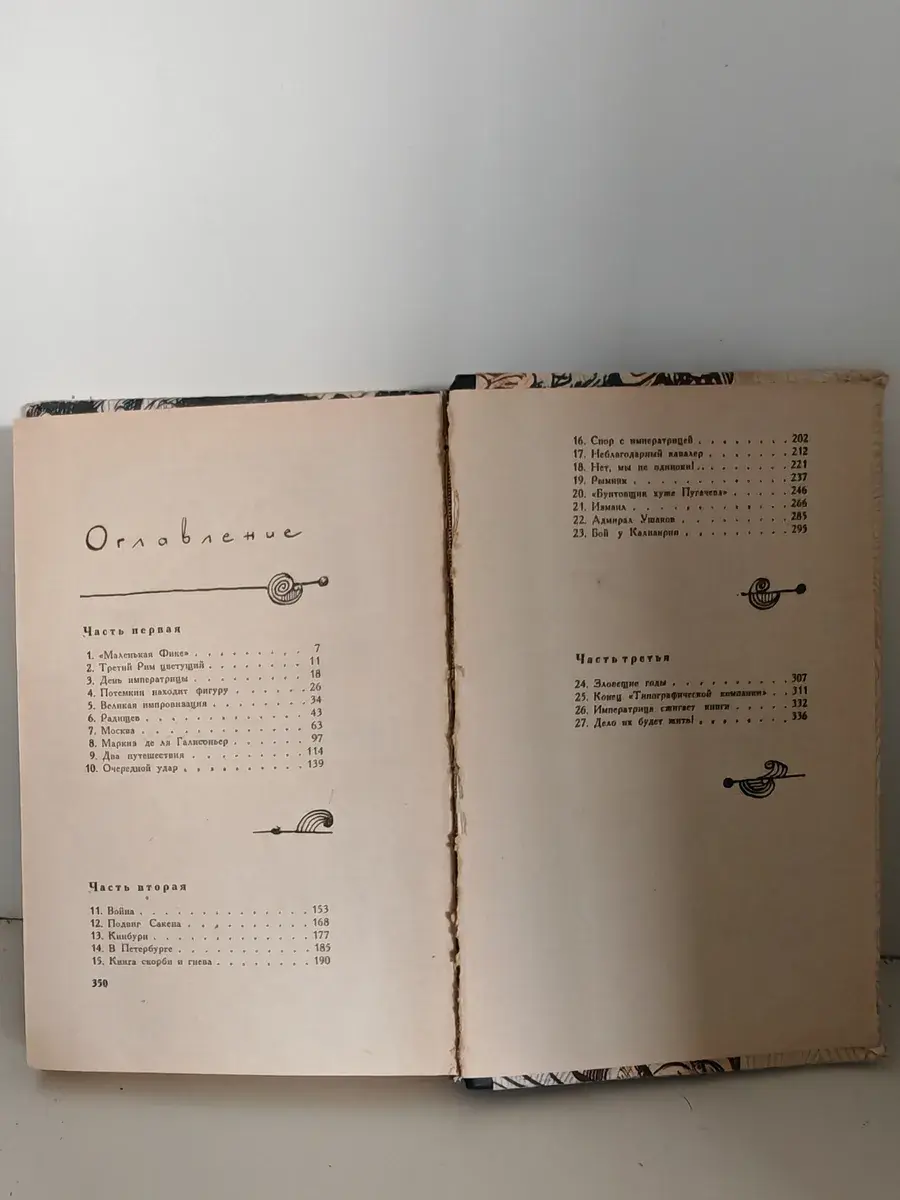 Оглавление
Часть первая
1. «Маленькая Фике» . . . . . . . . . 7
2. Третий Рим цветущий . . . . . . . . 11
3. День императрицы . . . . . . . . . 18
4. Потемкин находит фигуру . . . . . . 26
5. Великая импровизация . . . . . . . 34
6. Радищев . . . . . . . . . . . . 43
7. Москва . . . . . . . . . . . . 63
8. Маркиз де ля Галисоньер . . . . . . 97
9. Два путешествия . . . . . . . . . 114
10. Очередной удар . . . . . . . . . 139
Часть вторая
11. Война . . . . . . . . . . . . . 153
12. Подвиг Сакена . . . . . . . . . 168
13. Кинбурн . . . . . . . . . . . . 177
14. В Петербурге . . . . . . . . . . 185
15. Книга скорби и гнева . . . . . . . 190
350
16. Спор с императрицей . . . . . . . . 202
17. Неблагодарный кавалер . . . . . . . 212
18. Нет, мы не одиноки! . . . . . . . . 221
19. Рымник . . . . . . . . . . . . 237
20. «Бунтовщик хуже Пугачева» . . . . . 246
21. Измаил . . . . . . . . . . . . 266
22. Адмирал Ушаков . . . . . . . . . 285
23. Бой у Калиакрии . . . . . . . . . 295
Часть третья
24. Зловещие годы . . . . . . . . . . 307
25. Конец «Типографической компании» . . 311
26. Императрица сжигает книги . . . . . 332
27. Дело их будет жить! . . . . . . . . 336